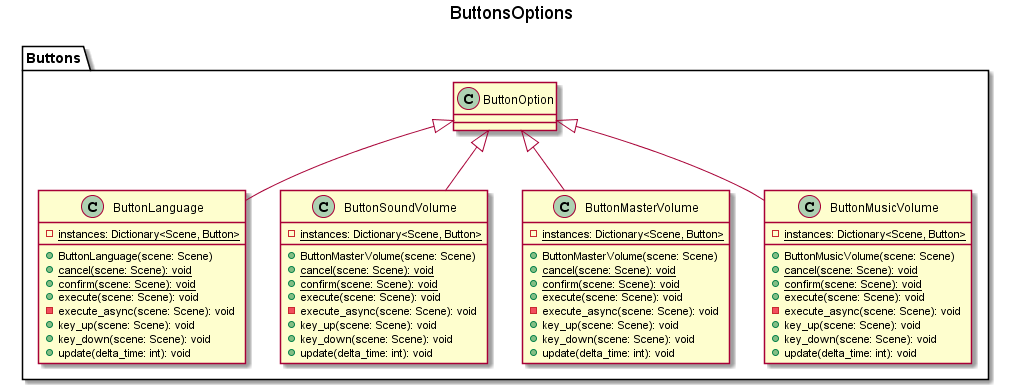 ButtonsOptions
Buttons
C ButtonOption
C ButtonLanguage
instances: Dictionary<Scene, Button>
ButtonLanguage(scene: Scene)
cancel(scene: Scene): void
confirm(scene: Scene): void
execute(scene: Scene): void
execute_async(scene: Scene): void
key_up(scene: Scene): void
key_down(scene: Scene): void
update(delta_time: int): void
C ButtonSoundVolume
instances: Dictionary<Scene, Button>
ButtonMasterVolume(scene: Scene)
cancel(scene: Scene): void
confirm(scene: Scene): void
execute(scene: Scene): void
execute_async(scene: Scene): void
key_up(scene: Scene): void
key_down(scene: Scene): void
update(delta_time: int): void
C ButtonMasterVolume
instances: Dictionary<Scene, Button>
ButtonMasterVolume(scene: Scene)
cancel(scene: Scene): void
confirm(scene: Scene): void
execute(scene: Scene): void
execute_async(scene: Scene): void
key_up(scene: Scene): void
key_down(scene: Scene): void
update(delta_time: int): void
C ButtonMusicVolume
instances: Dictionary<Scene, Button>
ButtonMusicVolume(scene: Scene)
cancel(scene: Scene): void
confirm(scene: Scene): void
execute(scene: Scene): void
execute_async(scene: Scene): void
key_up(scene: Scene): void
key_down(scene: Scene): void
update(delta_time: int): void